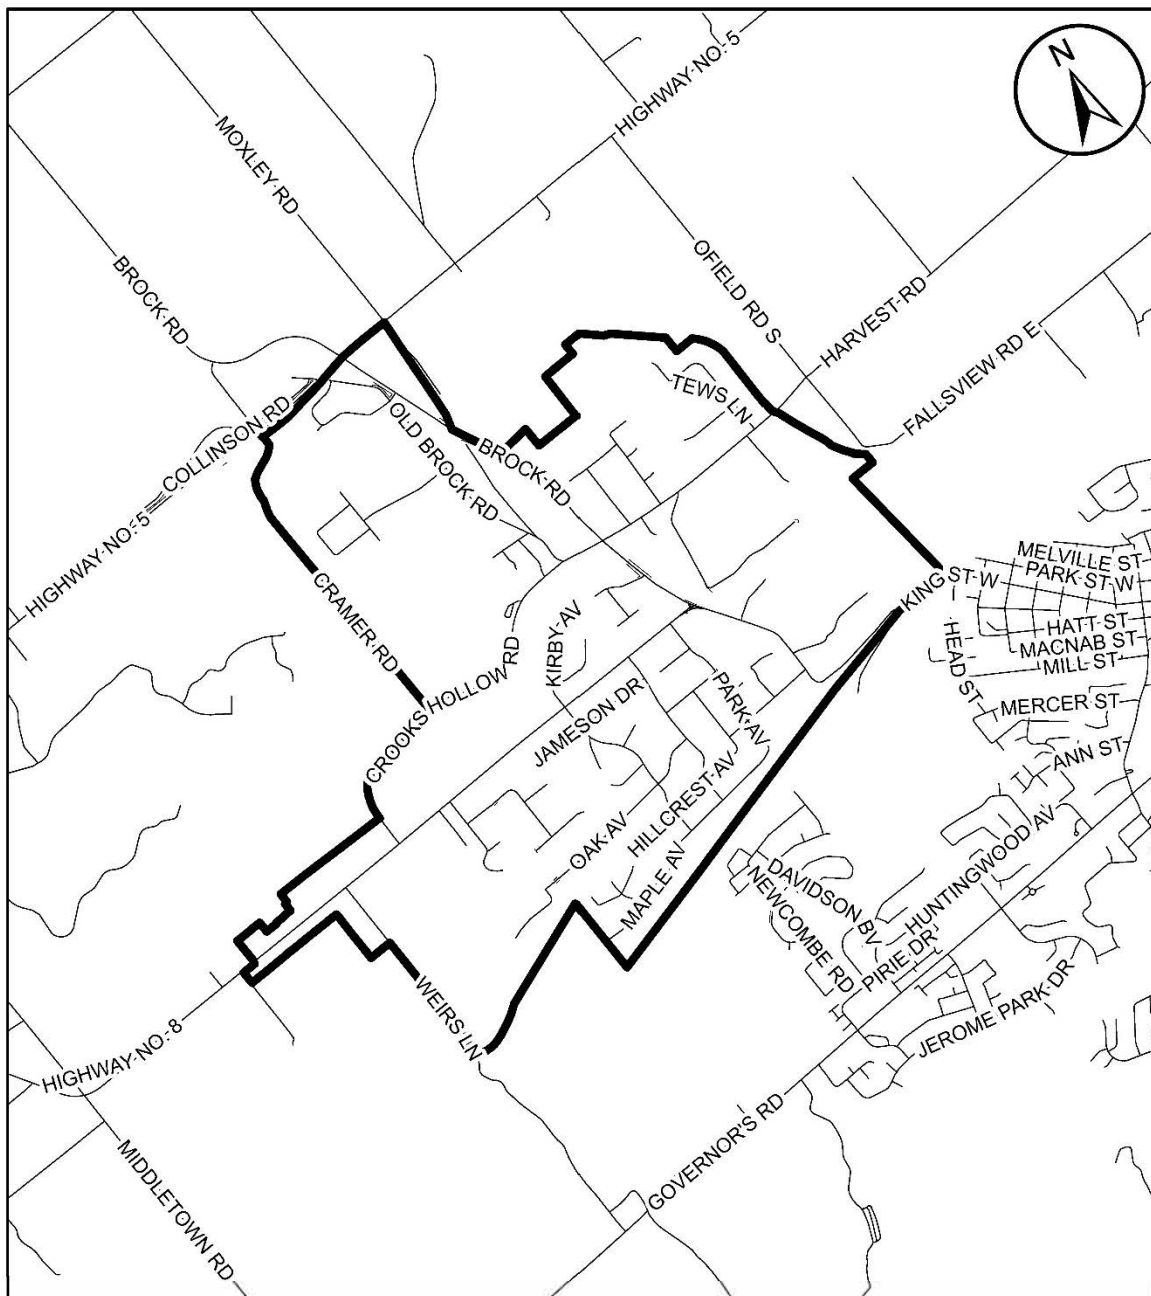 N
HIGHWAY NO. 5
MOXLEY RD
BROCK RD
OFIELD RD S
HARVEST RD
FALLSVIEW RD E
TEWS LN
COLLINSON RD
OLD BROCK RD
BROCK RD
HIGHWAY NO. 5
MELVILLE ST
PARK ST W
KING ST W
HATT ST
MACNAB ST
MILL ST
HEAD ST
MERCER ST
ANN ST
CRAMER RD
KIRBY AV
CROOKS HOLLOW RD
JAMESON DR
PARK AV
HILLCREST AV
OAK AV
MAPLE AV
DAVIDSON BV
NEWCOMBE RD
HUNTINGWOOD AV
PIRIE DR
JEROME PARK DR
WEIRS LN
HIGHWAY NO. 8
GOVERNOR'S RD
MIDDLETOWN RD